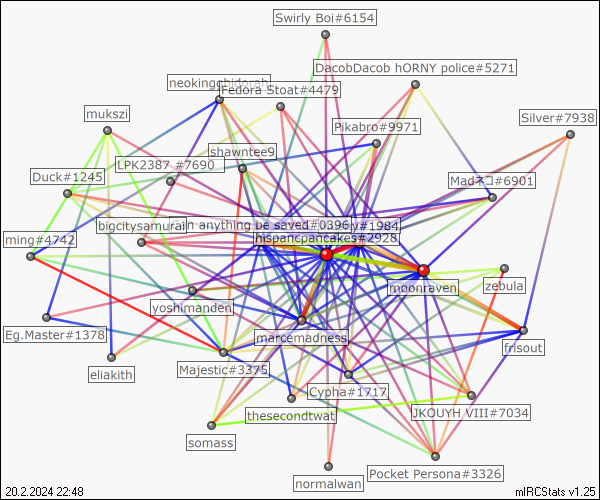 Swirly Boi#6154
DacobDacob hORNY police#5271
neokingghidorah
Fedora Stoat#4479
mukszi
Silver#7938
Pikabro#9971
shawntee9
LPK2387 #7690
Duck#1245
Madネコ#6901
bigcitysamurai
in anything be saved#0396
y#1984
ming#4742
hispancpancakes#2928
moonraven
zebula
yoshimanden
Eg.Master#1378
marcemadness
frisout
eliakith
Majestic#3375
Cypha#1717
thesecondtwat
JKOUYH VIII#7034
somass
Pocket Persona#3326
normalwan
20.2.2024 22:48
mIRCStats v1.25